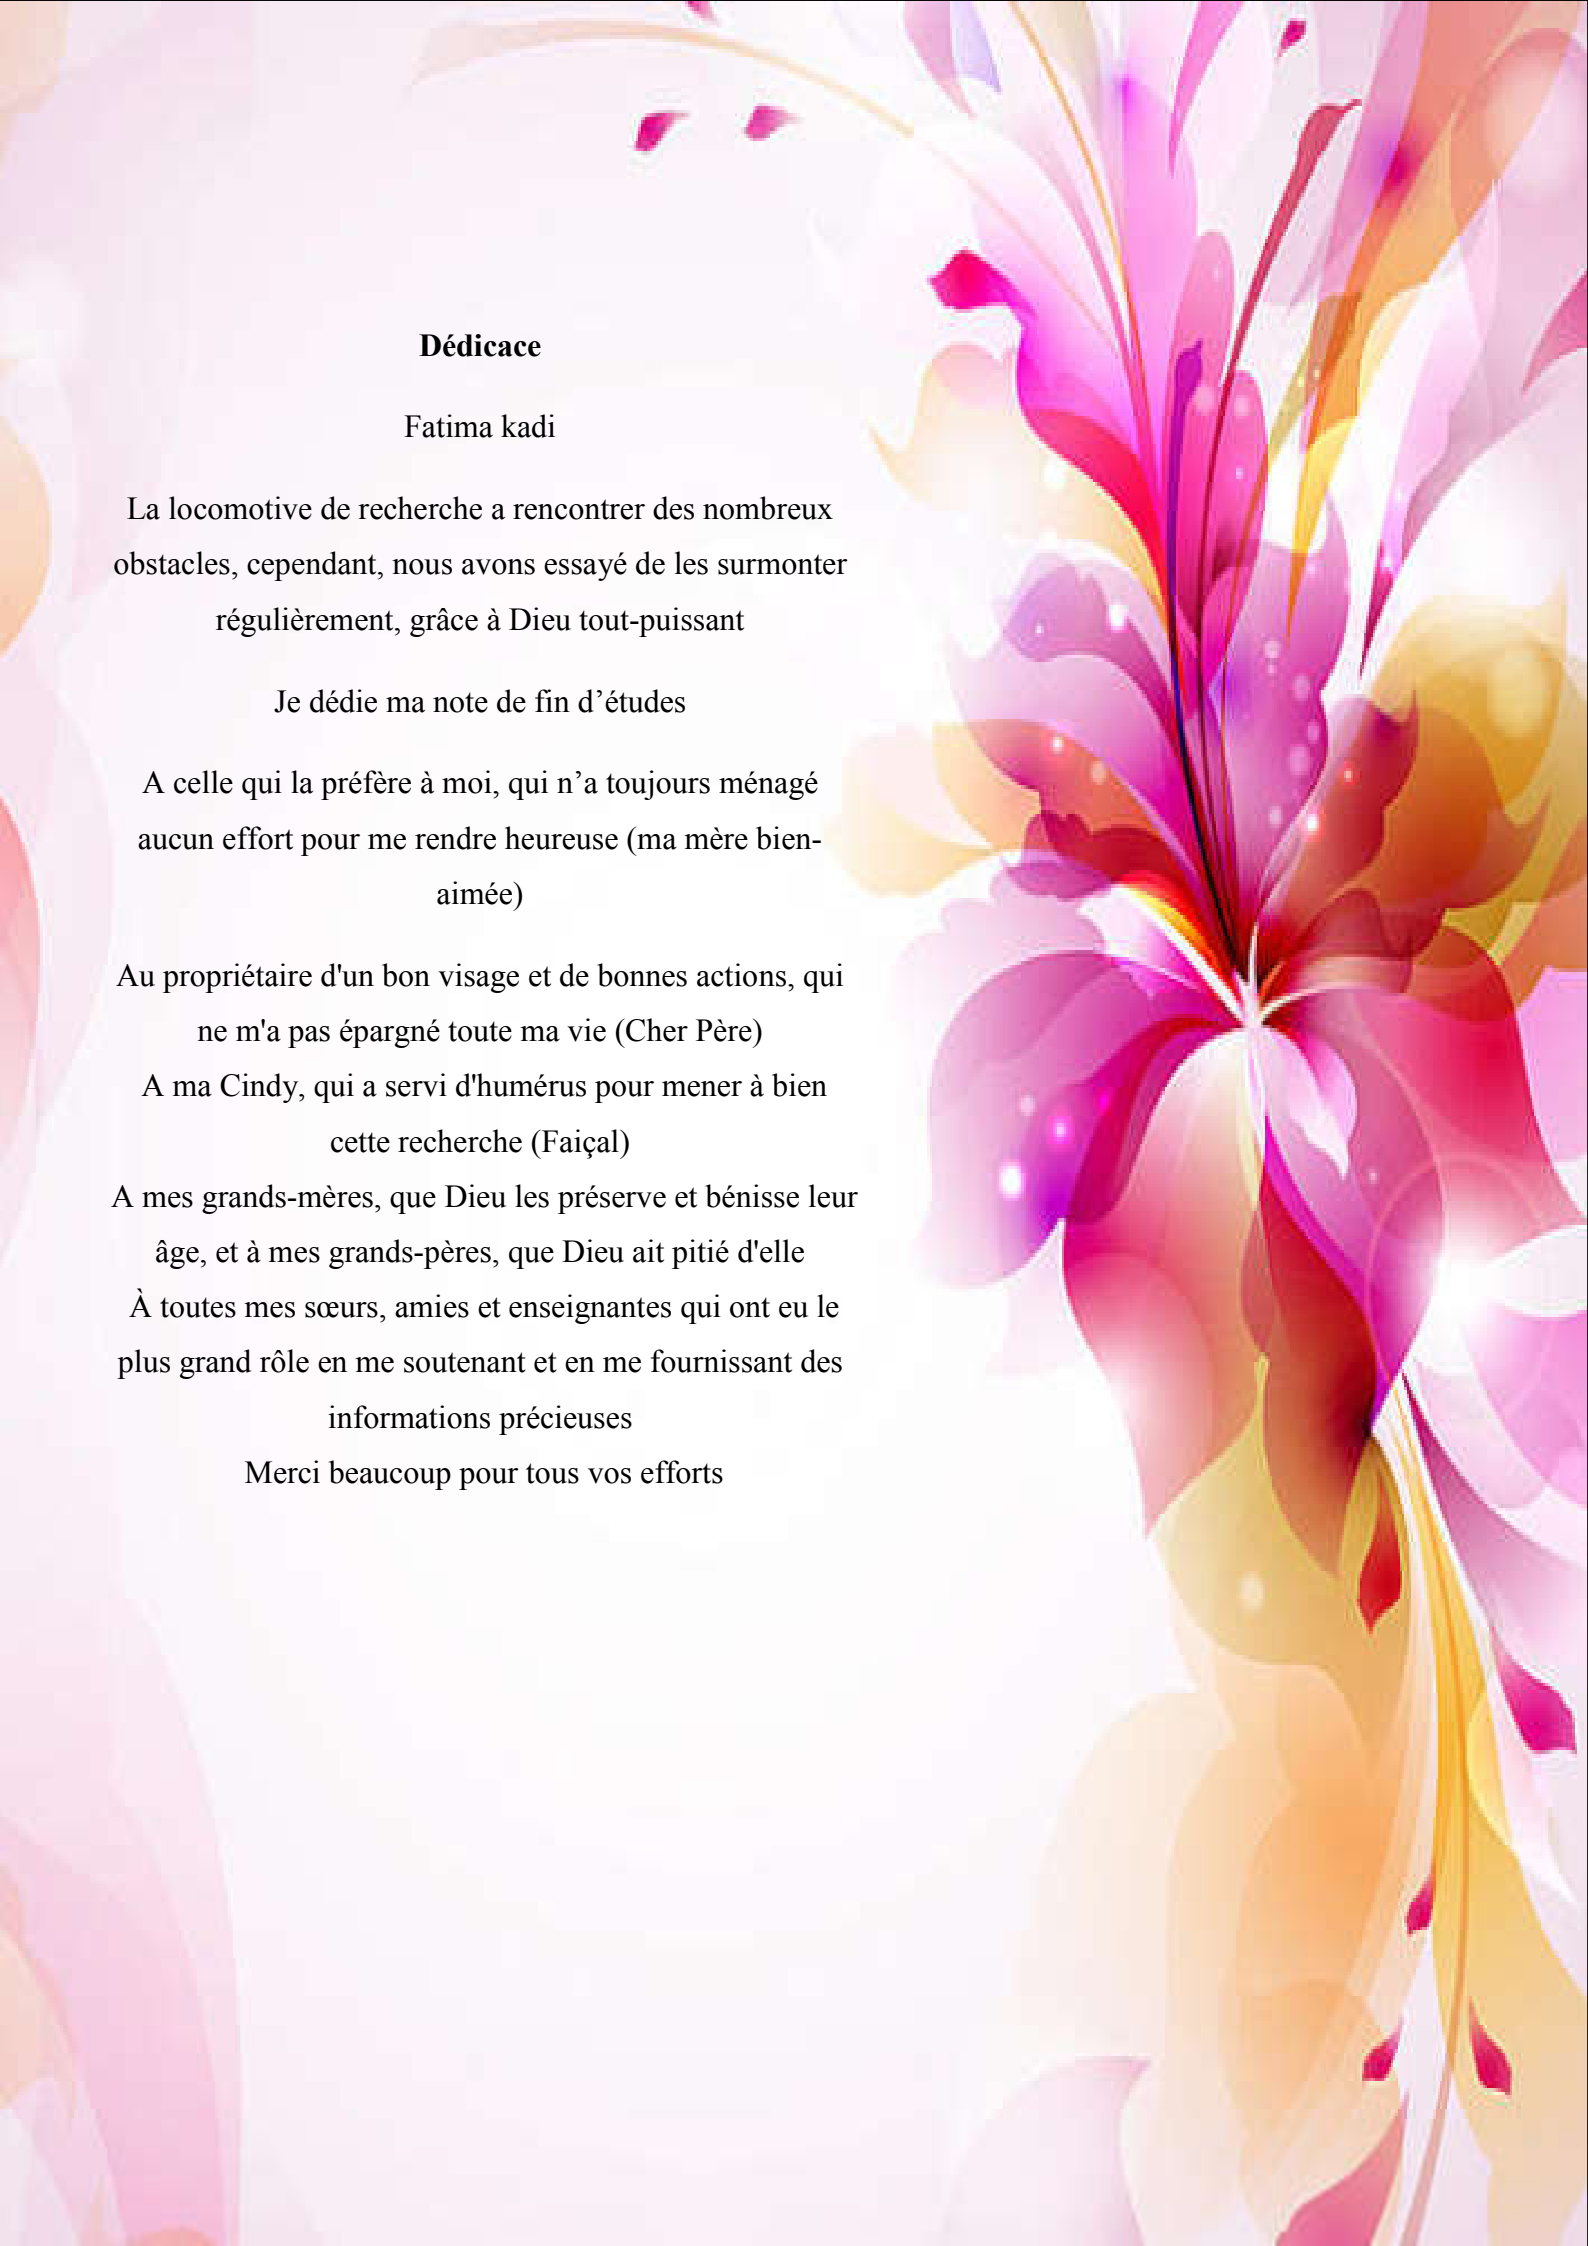 Dédicace
Fatima kadi
La locomotive de recherche a rencontrer des nombreux
obstacles, cependant, nous avons essayé de les surmonter
régulièrement, grâce à Dieu tout-puissant
Je dédie ma note de fin d’études
A celle qui la préfère à moi, qui n’a toujours ménagé
aucun effort pour me rendre heureuse (ma mère bien-
aimée)
Au propriétaire d'un bon visage et de bonnes actions, qui
ne m'a pas épargné toute ma vie (Cher Père)
A ma Cindy, qui a servi d'humérus pour mener à bien
cette recherche (Faiçal)
A mes grands-mères, que Dieu les préserve et bénisse leur
âge, et à mes grands-pères, que Dieu ait pitié d'elle
À toutes mes sœurs, amies et enseignantes qui ont eu le
plus grand rôle en me soutenant et en me fournissant des
informations précieuses
Merci beaucoup pour tous vos efforts